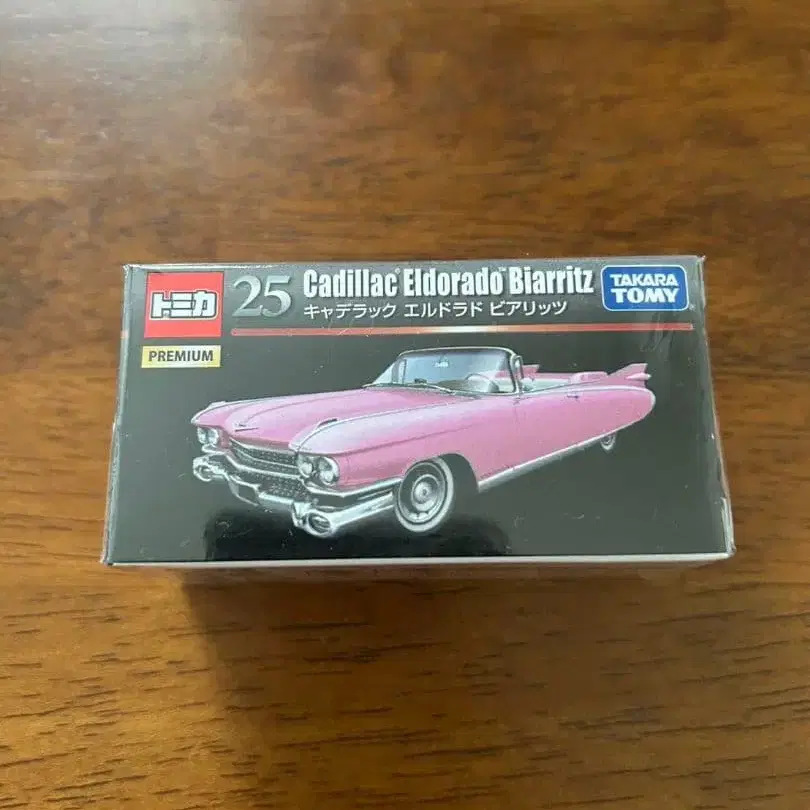 トミカ
PREMIUM
25
Cadillac® Eldorado™ Biarritz
キャデラック エルドラド ビアリッツ
TAKARA
TOMY